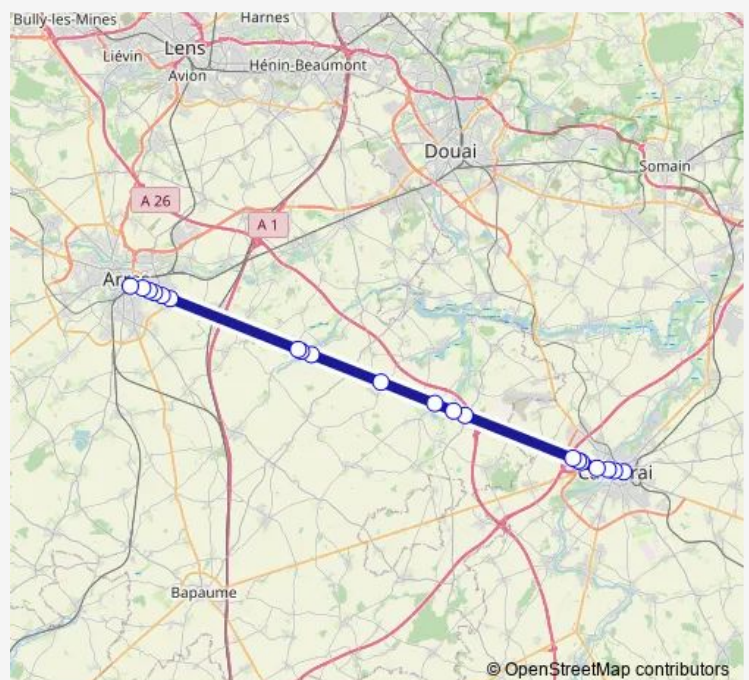 Bully-les-Mines
Harnes
Lens
Liévin
Hénin-Beaumont
Avion
Douai
Somain
A 26
A 1
Bapaume
© OpenStreetMap contributors